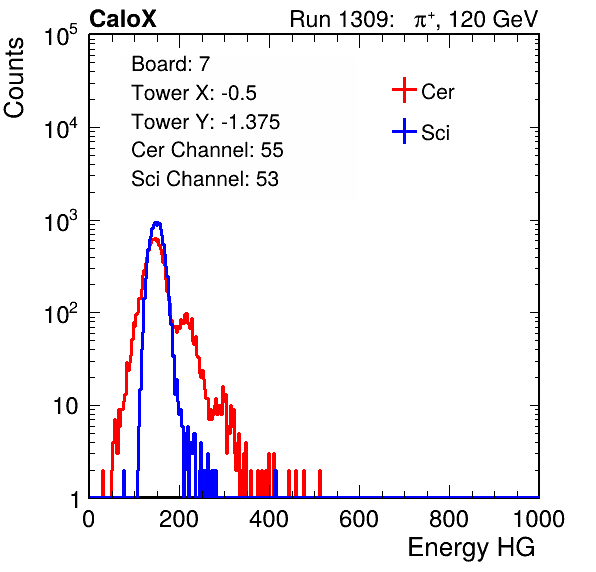 CaloX Run 1309: π⁺, 120 GeV
Counts
10⁵
10⁴
10³
10²
10
1
Board: 7
Tower X: -0.5
Tower Y: -1.375
Cer Channel: 55
Sci Channel: 53
Cer
Sci
0 200 400 600 800 1000
Energy HG